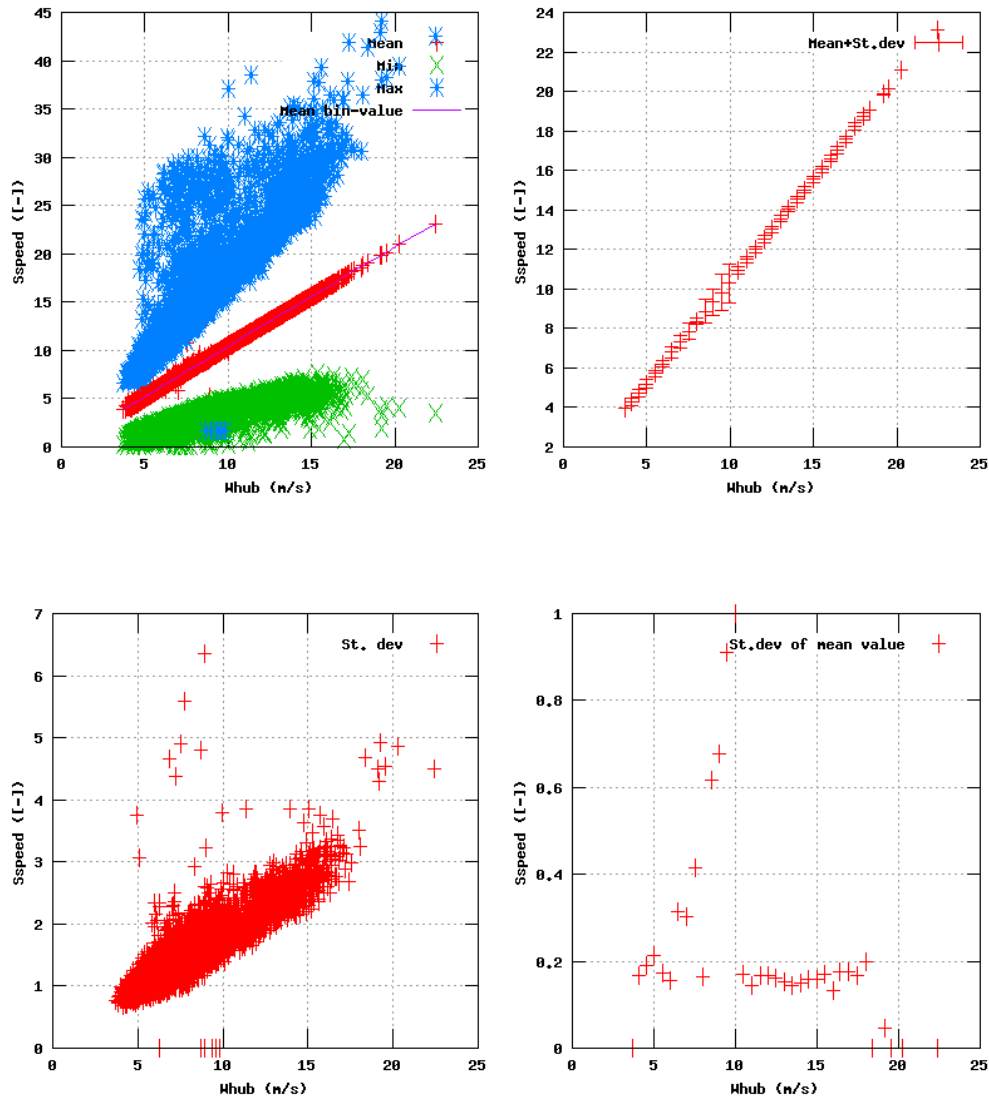 45
40
35
30
25
20
15
10
5
0
Sspeed ([-])
Mean
Min
Max
Mean bin-value
0 5 10 15 20 25
Whub (m/s)
24
22
20
18
16
14
12
10
8
6
4
2
Sspeed ([-])
Mean+St.dev
0 5 10 15 20 25
Whub (m/s)
7
6
5
4
3
2
1
0
Sspeed ([-])
St. dev
0 5 10 15 20 25
Whub (m/s)
1
0.8
0.6
0.4
0.2
0
Sspeed ([-])
St.dev of mean value
0 5 10 15 20 25
Whub (m/s)